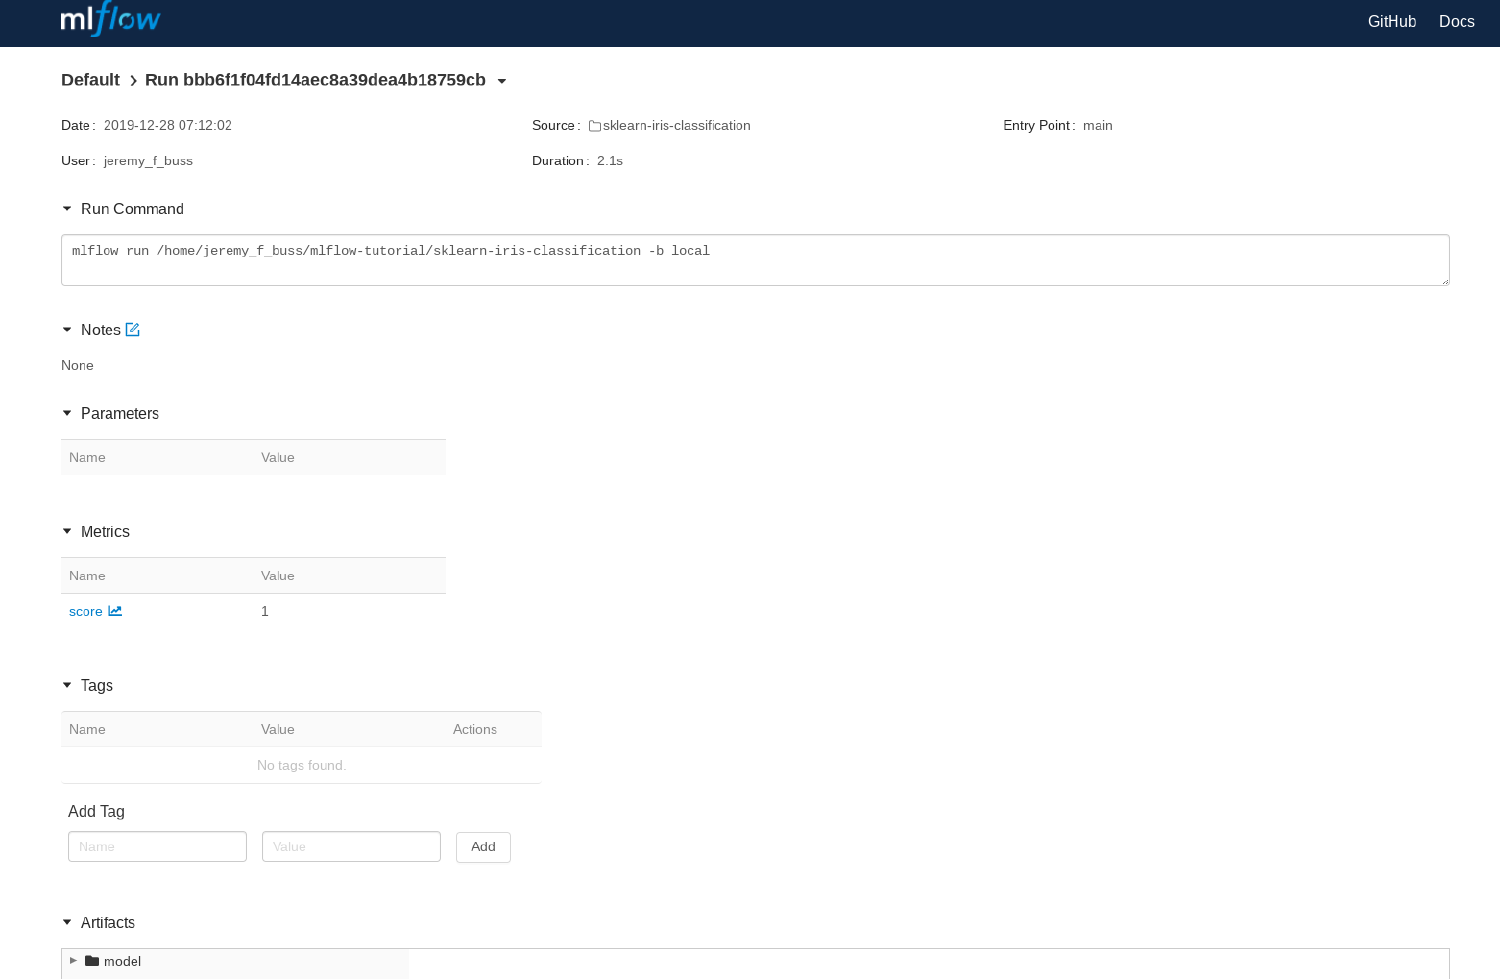 mlflow GitHub Docs
Default Run bbb6f1f04fd14aec8a39dea4b18759cb
Date: 2019-12-28 07:12:02 Source: sklearn-iris-classification Entry Point: main
User: jeremy_f_buss Duration: 2.1s
Run Command
mlflow run /home/jeremy_f_buss/mlflow-tutorial/sklearn-iris-classification -b local
Notes
None
Parameters
Name Value
Metrics
Name Value
score 1
Tags
Name Value Actions
No tags found.
Add Tag
Name Value Add
Artifacts
model